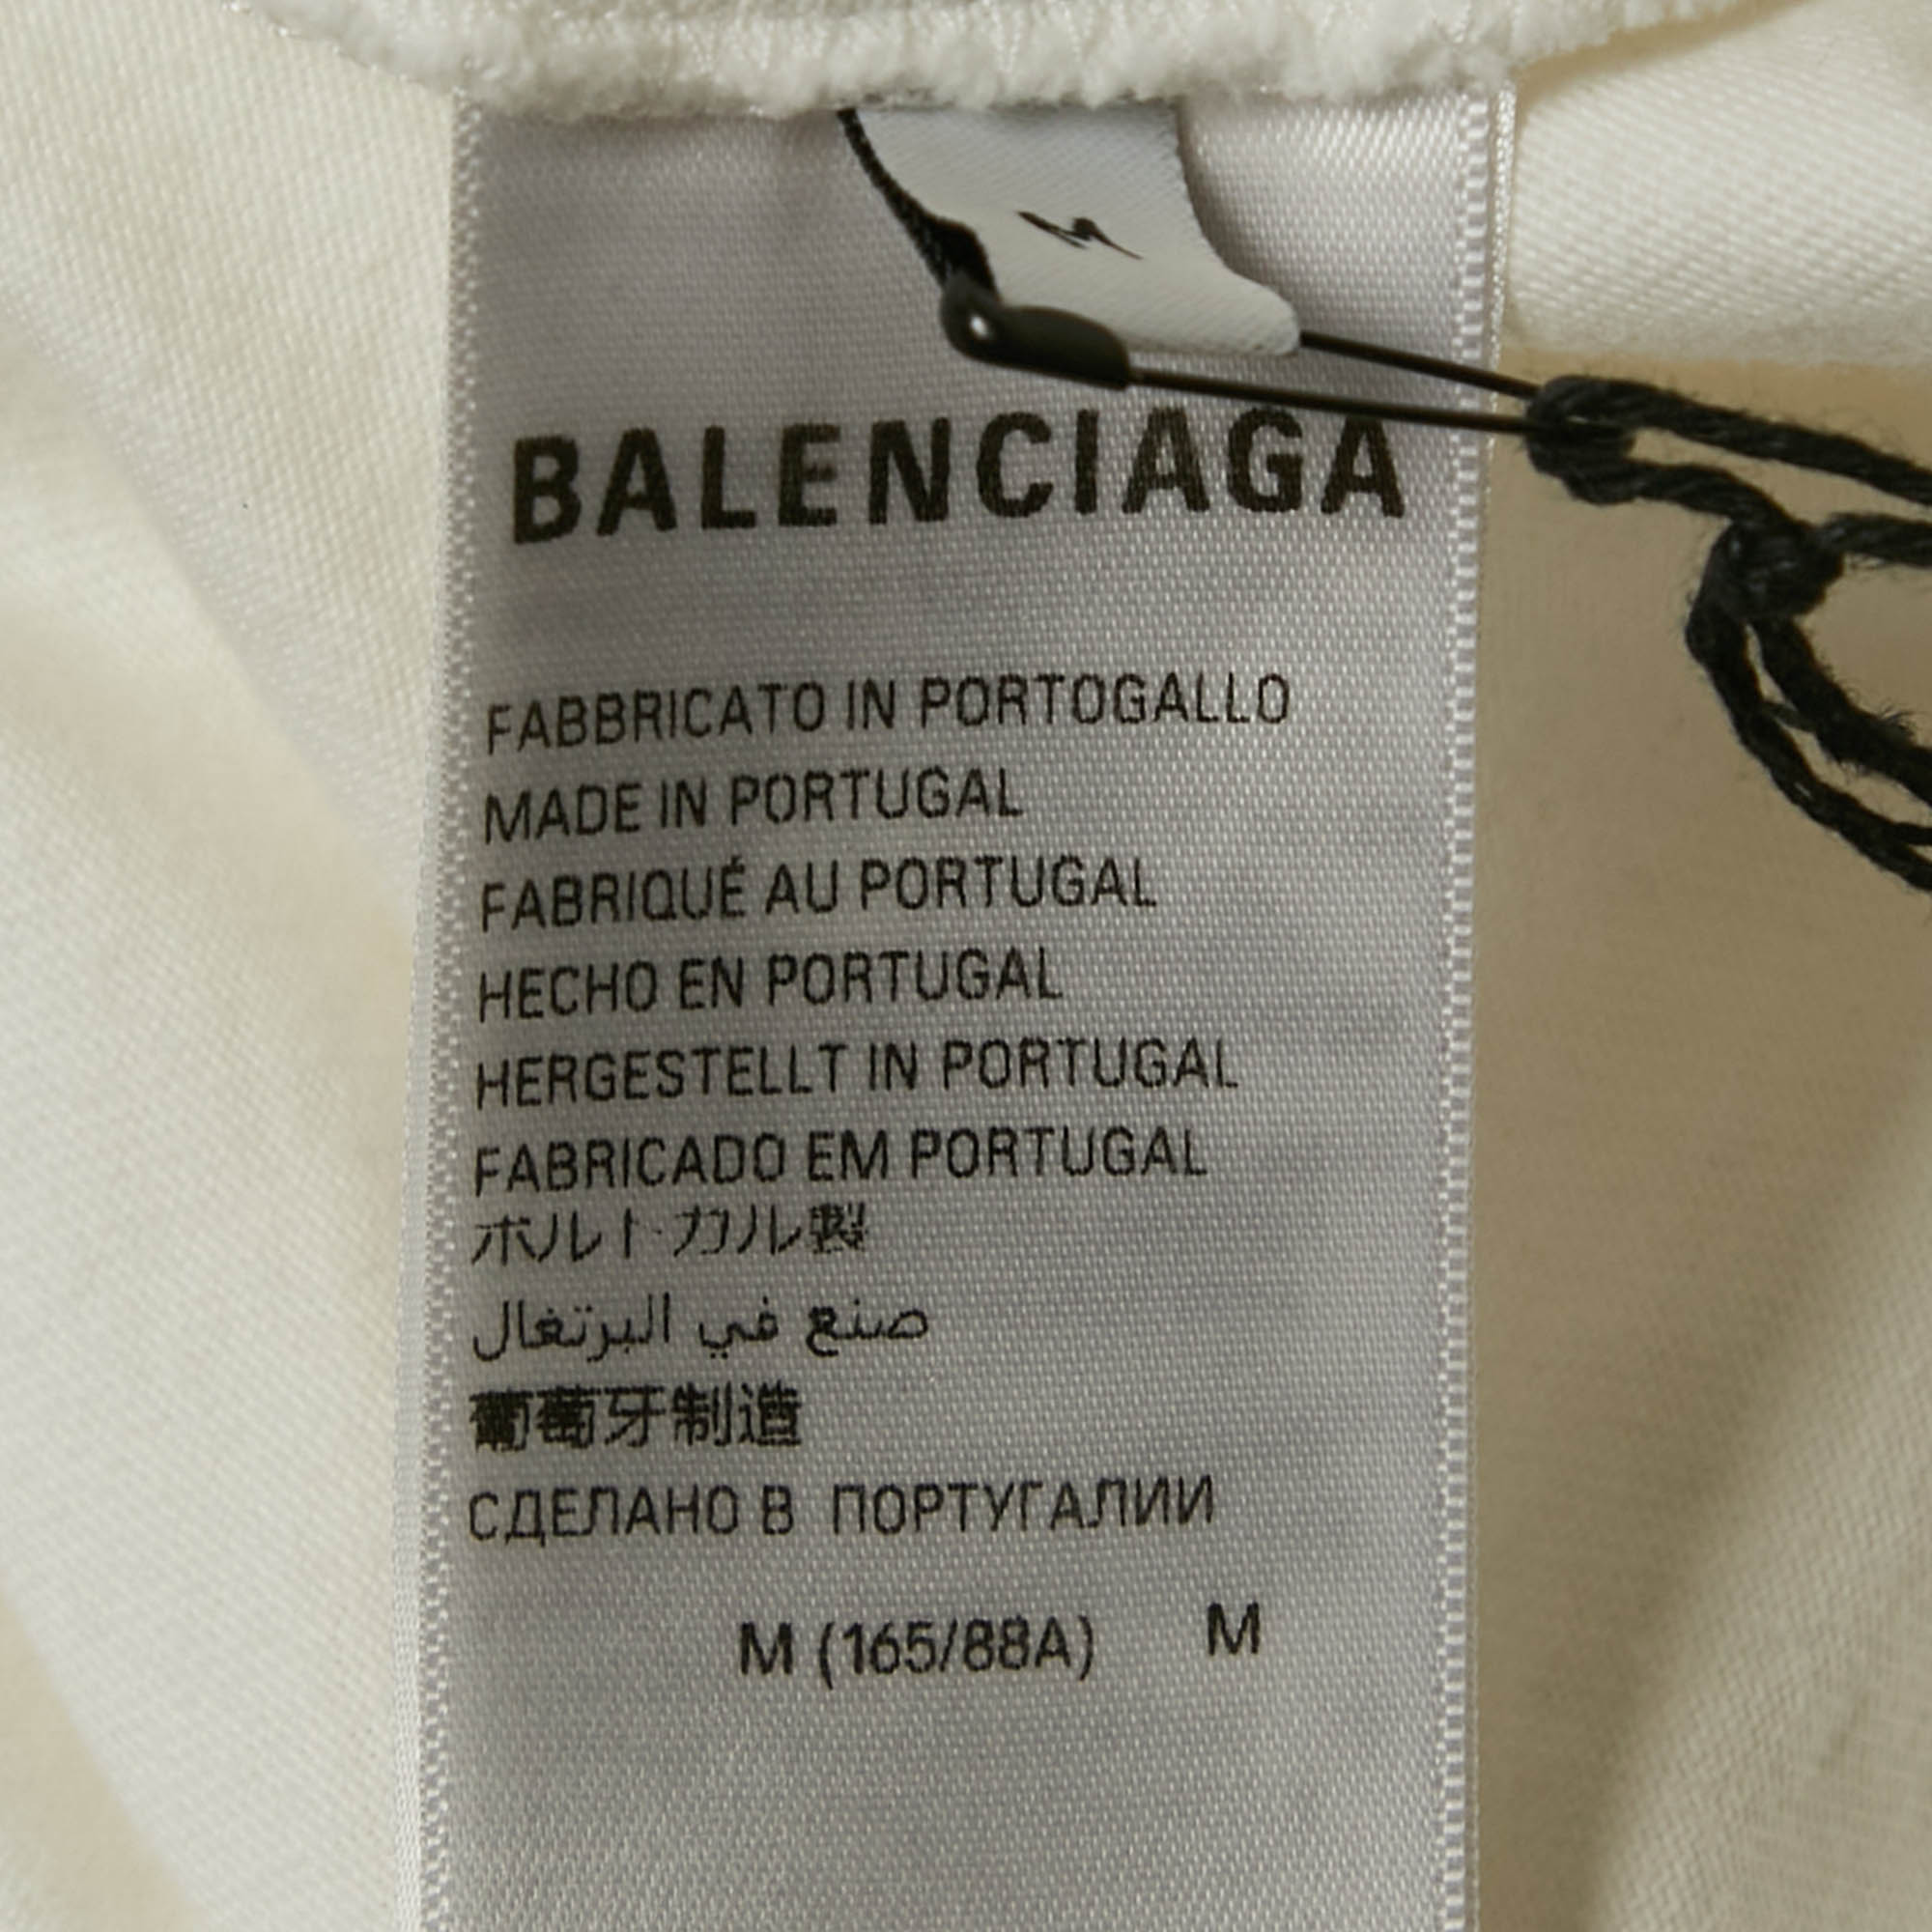 M
BALENCIAGA
FABBRICATO IN PORTOGALLO
MADE IN PORTUGAL
FABRIQUÉ AU PORTUGAL
HECHO EN PORTUGAL
HERGESTELLT IN PORTUGAL
FABRICADO EM PORTUGAL
ポルトガル製
صنع في البرتغال
葡萄牙制造
СДЕЛАНО В ПОРТУГАЛИИ
M (165/88A) M